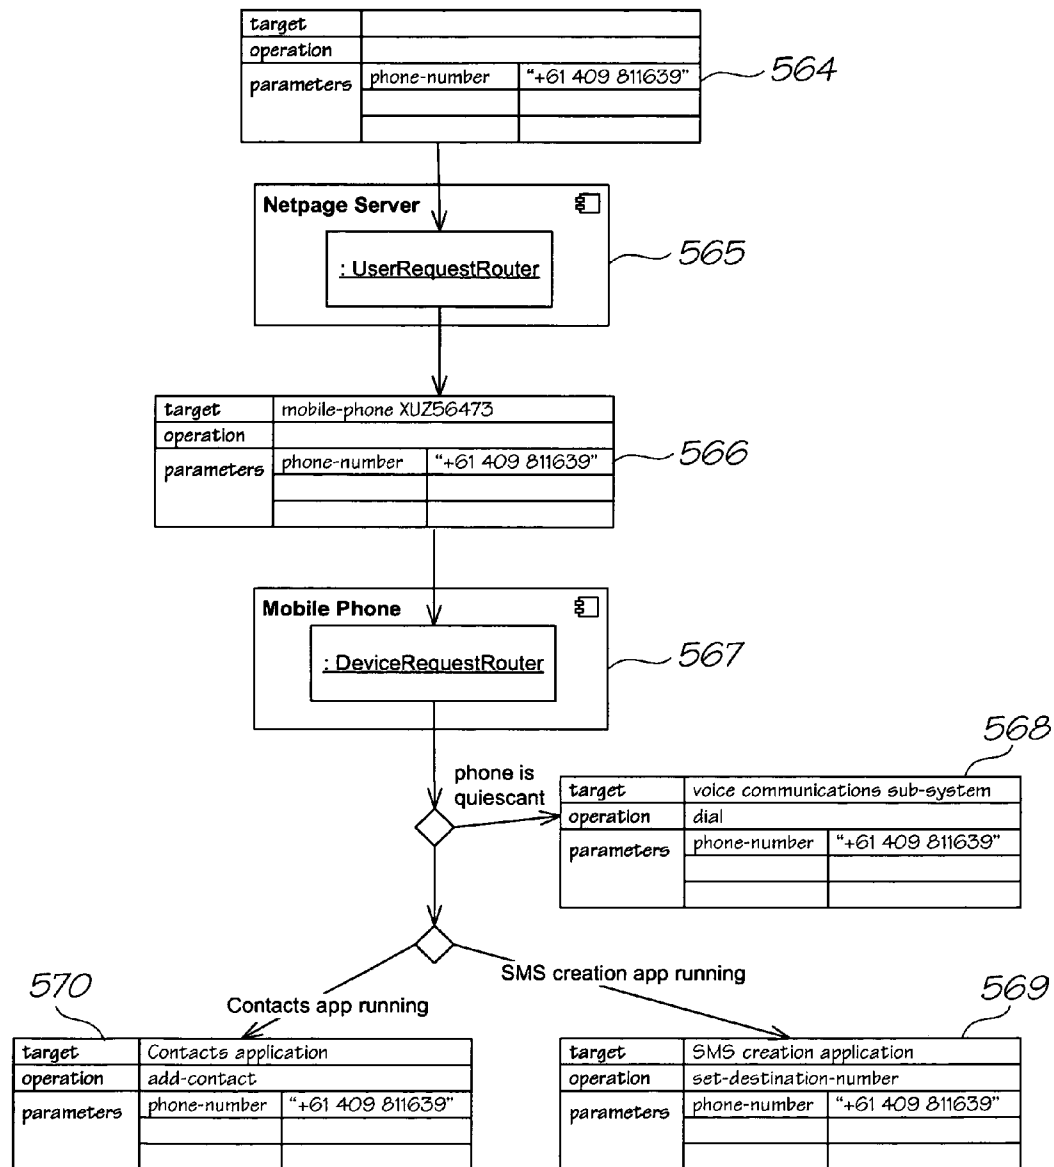 target
operation
parameters phone-number "+61 409 811639"
564
Netpage Server
: UserRequestRouter
565
target mobile-phone XUZ56473
operation
parameters phone-number "+61 409 811639"
566
Mobile Phone
: DeviceRequestRouter
567
568
phone is
quiescant
target voice communications sub-system
operation dial
parameters phone-number "+61 409 811639"
SMS creation app running
Contacts app running
570
target Contacts application
operation add-contact
parameters phone-number "+61 409 811639"
569
target SMS creation application
operation set-destination-number
parameters phone-number "+61 409 811639"